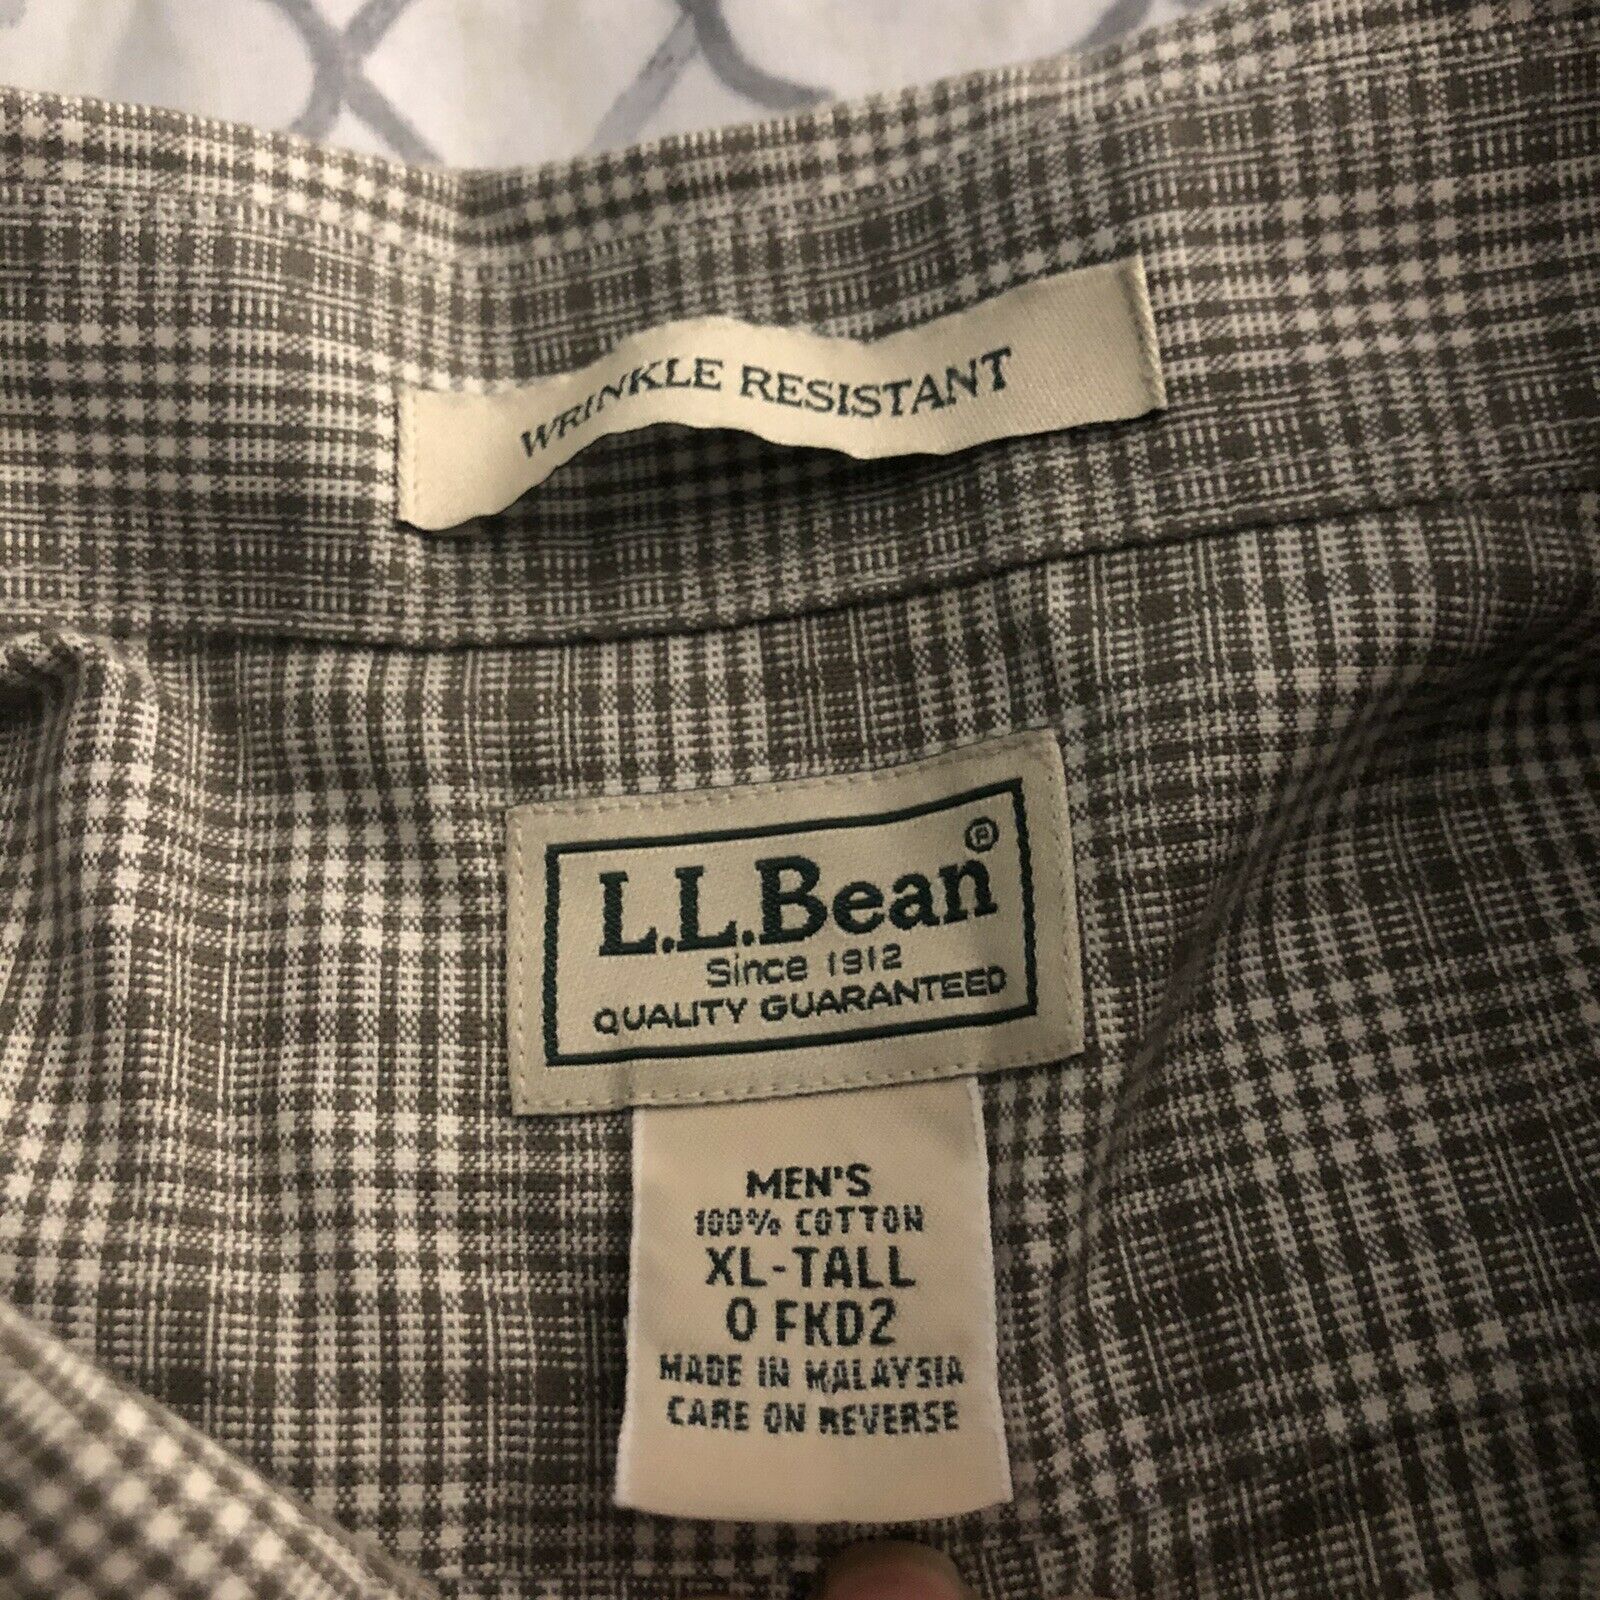 WRINKLE RESISTANT
L.L.Bean®
Since 1912
QUALITY GUARANTEED
MEN'S
100% COTTON
XL-TALL
0 FKD2
MADE IN MALAYSIA
CARE ON REVERSE